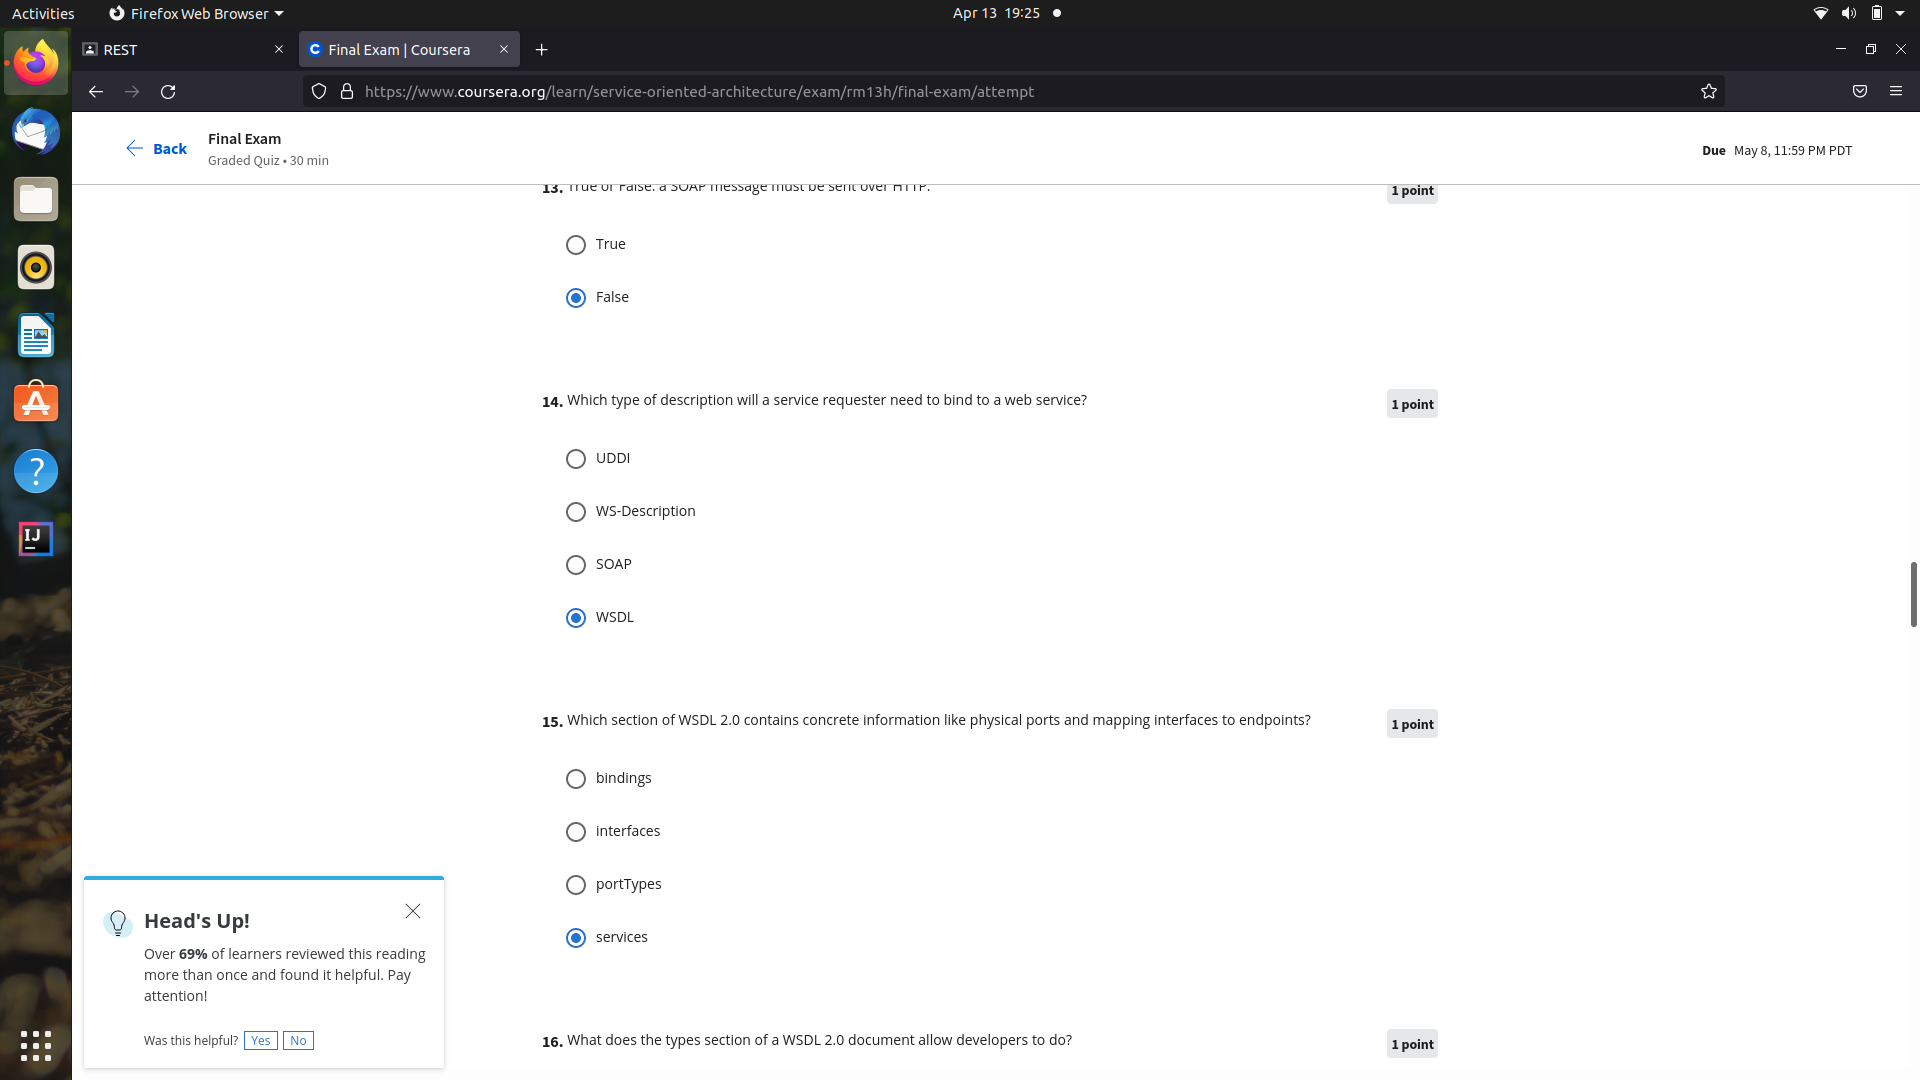 Activities
Firefox Web Browser
Apr 13 19:25
REST
Final Exam | Coursera
https://www.coursera.org/learn/service-oriented-architecture/exam/rm13h/final-exam/attempt
Back
Final Exam
Graded Quiz • 30 min
Due May 8, 11:59 PM PDT
13. True or False: a SOAP message must be sent over HTTP.
1 point
True
False
14. Which type of description will a service requester need to bind to a web service?
1 point
UDDI
WS-Description
SOAP
WSDL
15. Which section of WSDL 2.0 contains concrete information like physical ports and mapping interfaces to endpoints?
1 point
bindings
interfaces
portTypes
services
16. What does the types section of a WSDL 2.0 document allow developers to do?
1 point
Head's Up!
Over 69% of learners reviewed this reading
more than once and found it helpful. Pay
attention!
Was this helpful? Yes No